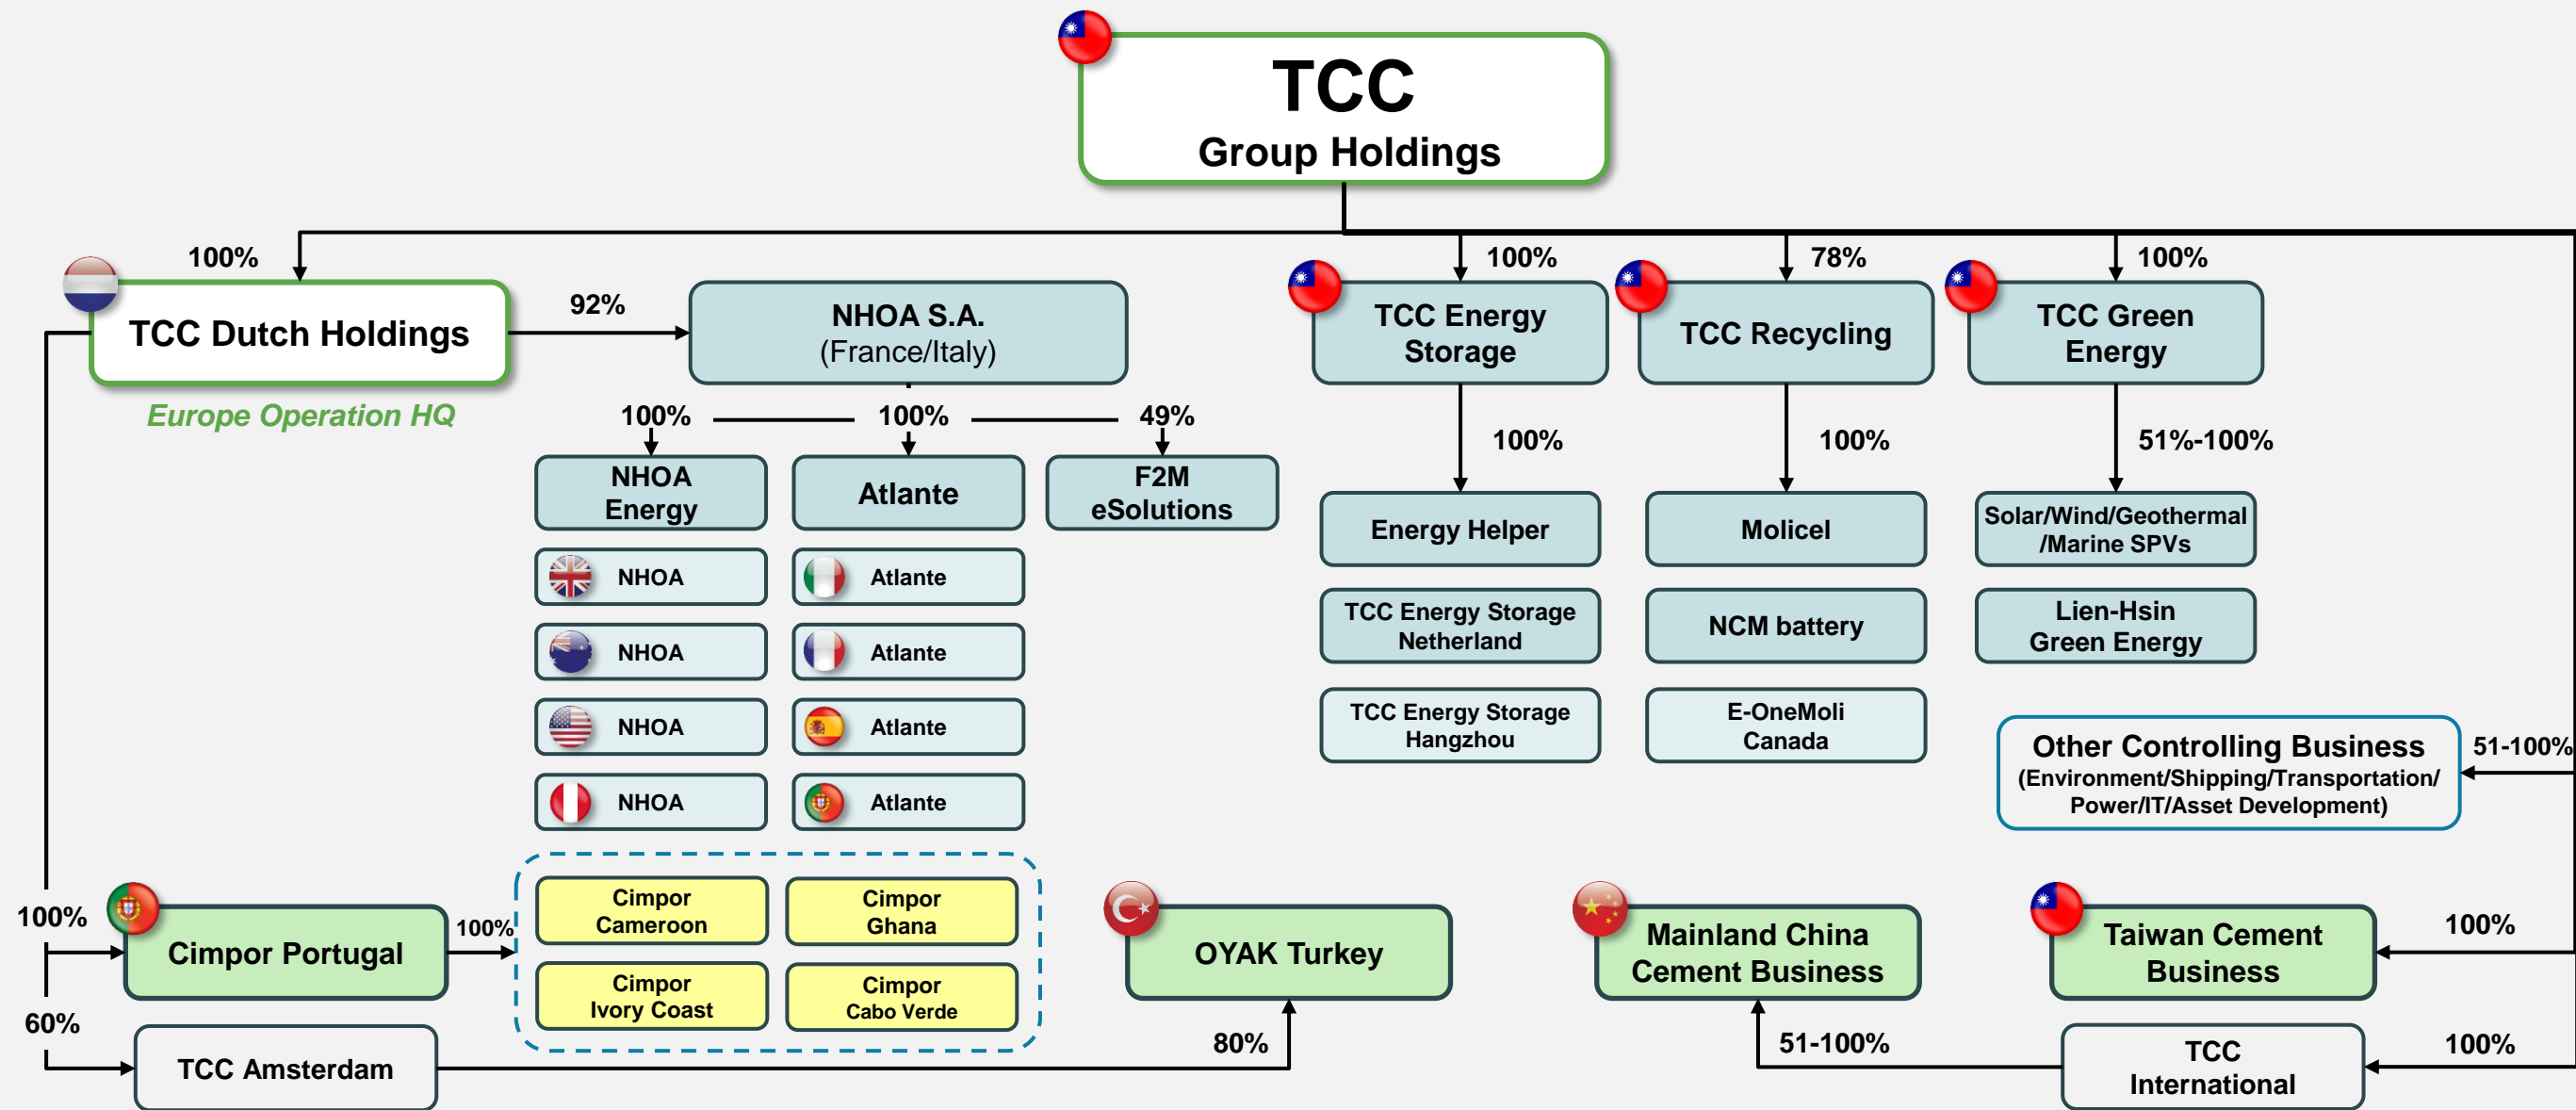 TCC
Group Holdings
100%
100%
78%
100%
TCC Dutch Holdings
Europe Operation HQ
92%
NHOA S.A.
(France/Italy)
TCC Energy
Storage
TCC Recycling
TCC Green
Energy
100%
100%
49%
100%
100%
51%-100%
NHOA
Energy
Atlante
F2M
eSolutions
NHOA
Atlante
NHOA
Atlante
NHOA
Atlante
NHOA
Atlante
Energy Helper
TCC Energy Storage
Netherland
TCC Energy Storage
Hangzhou
Molicel
NCM battery
E-OneMoli
Canada
Solar/Wind/Geothermal
/Marine SPVs
Lien-Hsin
Green Energy
Other Controlling Business
(Environment/Shipping/Transportation/
Power/IT/Asset Development)
51-100%
100%
Cimpor Portugal
100%
Cimpor
Cameroon
Cimpor
Ghana
Cimpor
Ivory Coast
Cimpor
Cabo Verde
OYAK Turkey
Mainland China
Cement Business
Taiwan Cement
Business
100%
60%
TCC Amsterdam
80%
51-100%
TCC
International
100%